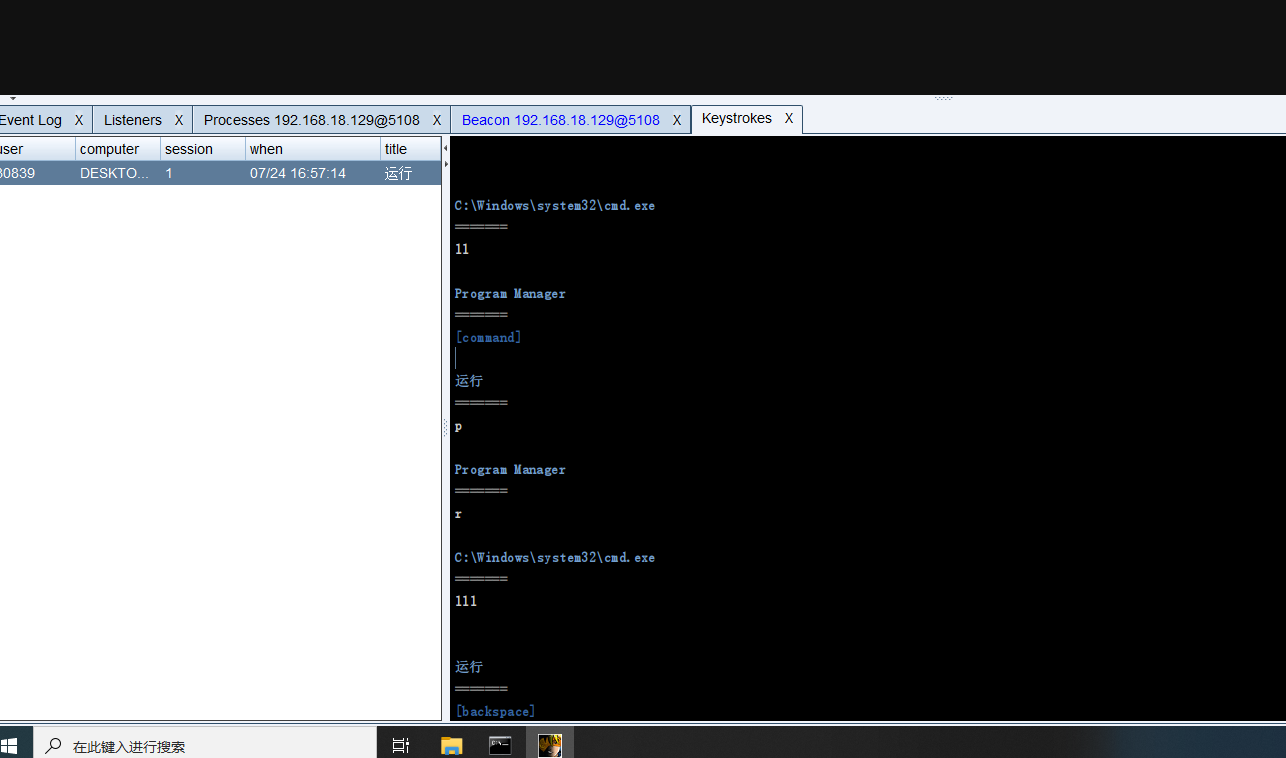 Event Log X Listeners X Processes 192.168.18.129@5108 X Beacon 192.168.18.129@5108 X Keystrokes X
user computer session when title
30839 DESKTO... 1 07/24 16:57:14 运行
C:\Windows\system32\cmd.exe
=======
ll
Program Manager
=======
[command]
运行
=======
p
Program Manager
=======
r
C:\Windows\system32\cmd.exe
=======
lll
运行
=======
[backspace]
在此键入进行搜索